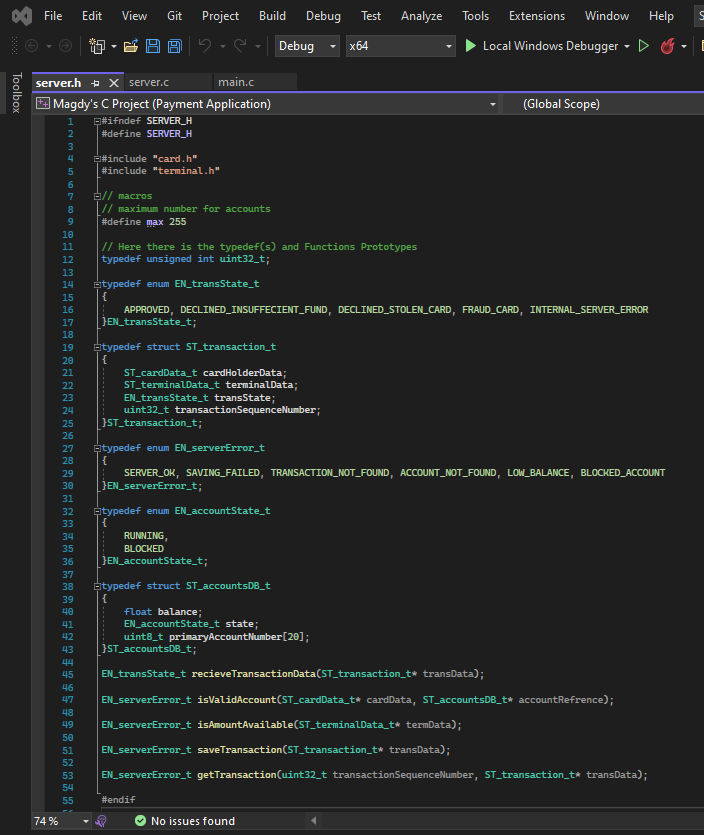 File Edit View Git Project Build Debug Test Analyze Tools Extensions Window Help
Debug x64 Local Windows Debugger
Toolbox
server.h server.c main.c
Magdy's C Project (Payment Application) (Global Scope)
1 #ifndef SERVER_H
2 #define SERVER_H
3
4 #include "card.h"
5 #include "terminal.h"
6
7 // macros
8 // maximum number for accounts
9 #define max 255
10
11 // Here there is the typedef(s) and Functions Prototypes
12 typedef unsigned int uint32_t;
13
14 typedef enum EN_transState_t
15 {
16 APPROVED, DECLINED_INSUFFECIENT_FUND, DECLINED_STOLEN_CARD, FRAUD_CARD, INTERNAL_SERVER_ERROR
17 }EN_transState_t;
18
19 typedef struct ST_transaction_t
20 {
21 ST_cardData_t cardHolderData;
22 ST_terminalData_t terminalData;
23 EN_transState_t transState;
24 uint32_t transactionSequenceNumber;
25 }ST_transaction_t;
26
27 typedef enum EN_serverError_t
28 {
29 SERVER_OK, SAVING_FAILED, TRANSACTION_NOT_FOUND, ACCOUNT_NOT_FOUND, LOW_BALANCE, BLOCKED_ACCOUNT
30 }EN_serverError_t;
31
32 typedef enum EN_accountState_t
33 {
34 RUNNING,
35 BLOCKED
36 }EN_accountState_t;
37
38 typedef struct ST_accountsDB_t
39 {
40 float balance;
41 EN_accountState_t state;
42 uint8_t primaryAccountNumber[20];
43 }ST_accountsDB_t;
44
45 EN_transState_t recieveTransactionData(ST_transaction_t* transData);
46
47 EN_serverError_t isValidAccount(ST_cardData_t* cardData, ST_accountsDB_t* accountRefrence);
48
49 EN_serverError_t isAmountAvailable(ST_terminalData_t* termData);
50
51 EN_serverError_t saveTransaction(ST_transaction_t* transData);
52
53 EN_serverError_t getTransaction(uint32_t transactionSequenceNumber, ST_transaction_t* transData);
54
55 #endif
74 % No issues found